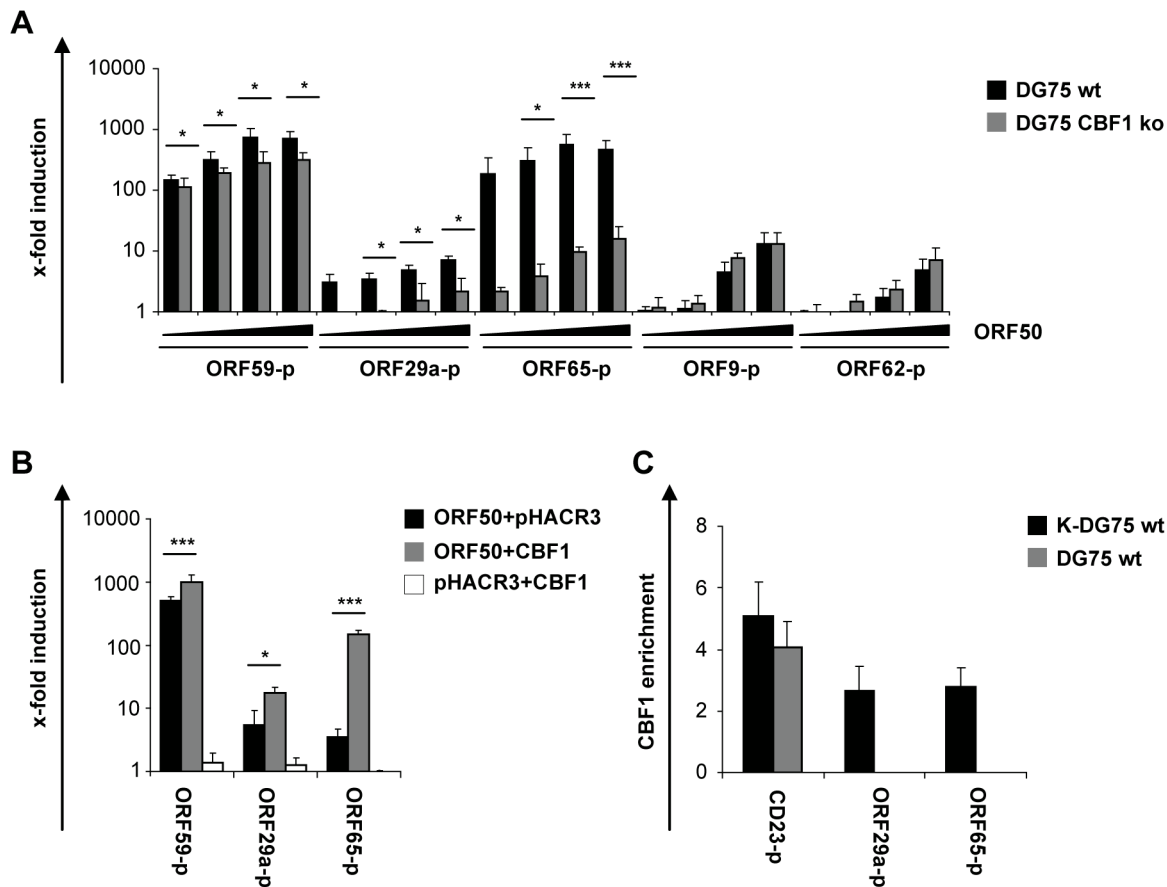 A
x-fold induction
10000
1000
100
10
1
* * * * * * * * *** ***
DG75 wt
DG75 CBF1 ko
ORF50
ORF59-p ORF29a-p ORF65-p ORF9-p ORF62-p
B
x-fold induction
10000
1000
100
10
1
*** * ***
ORF50+pHACR3
ORF50+CBF1
pHACR3+CBF1
ORF59-p ORF29a-p ORF65-p
C
CBF1 enrichment
8
6
4
2
0
K-DG75 wt
DG75 wt
CD23-p ORF29a-p ORF65-p